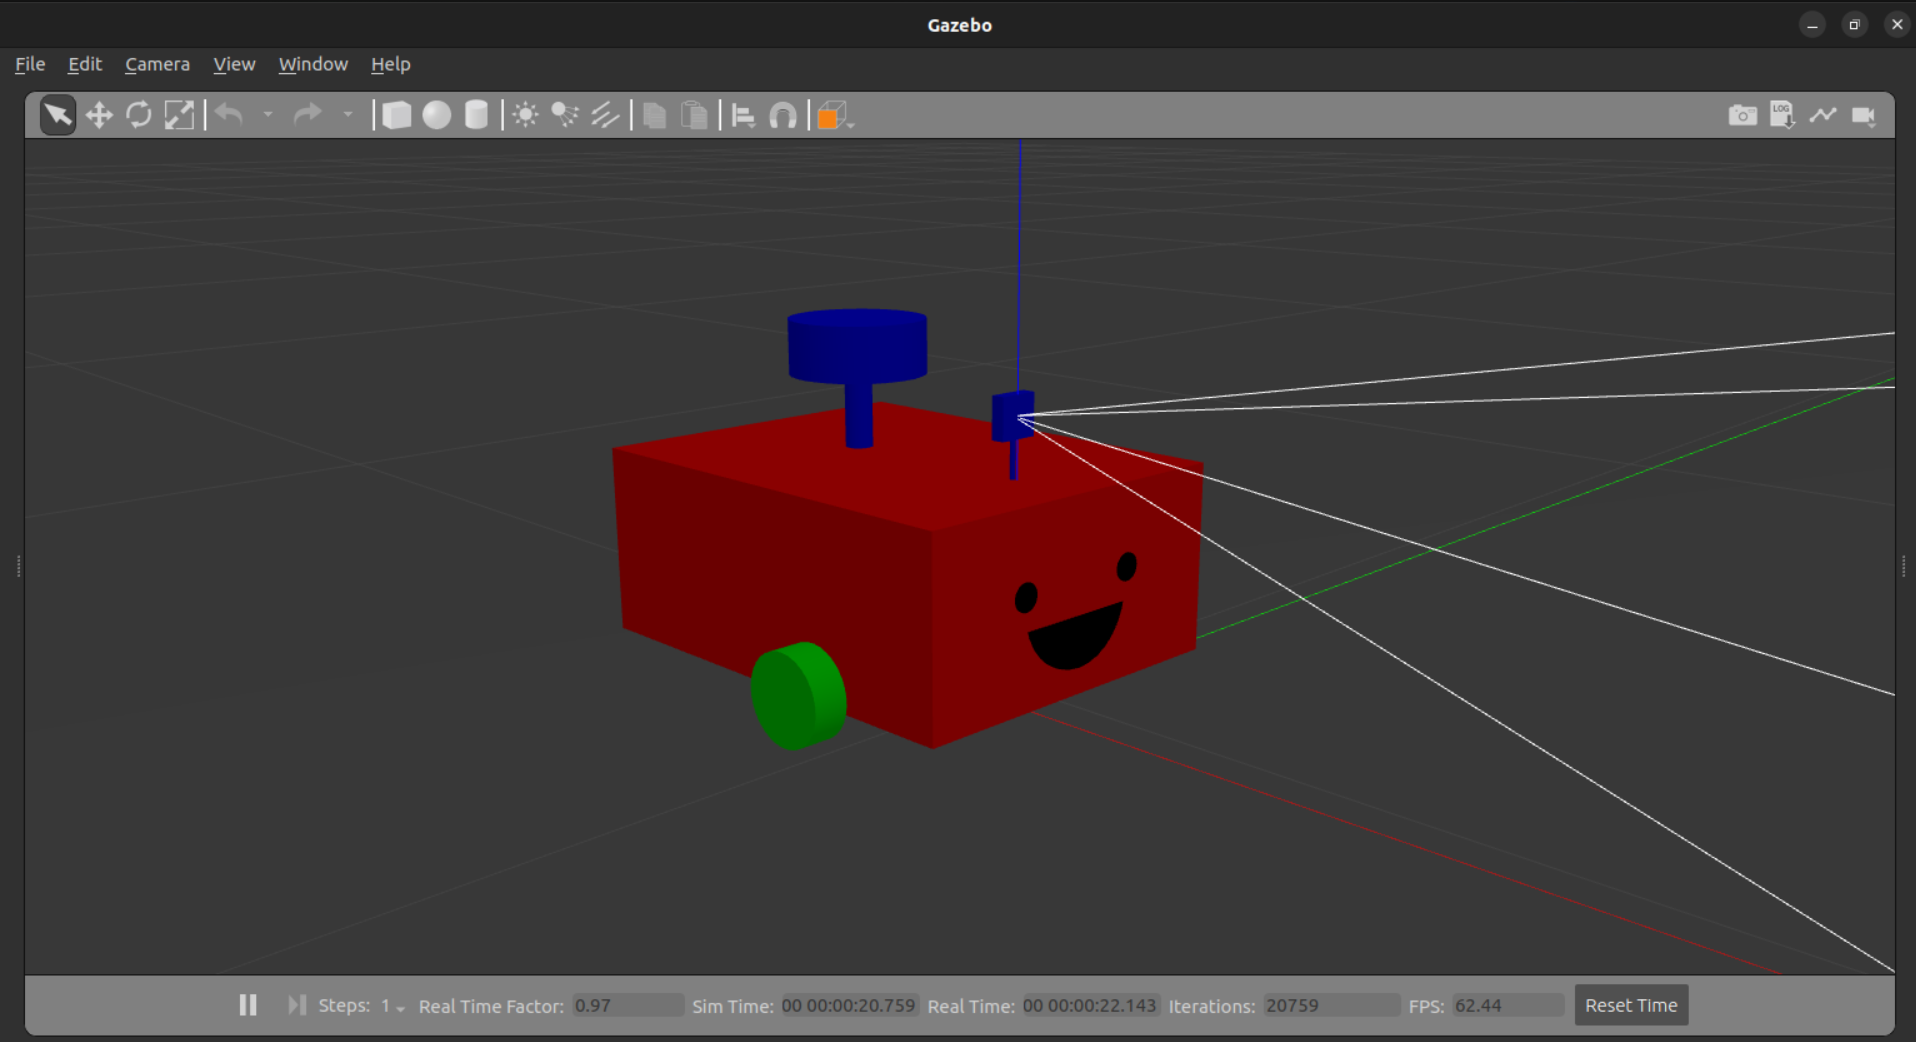 Gazebo
File Edit Camera View Window Help
LOG
Steps: 1 Real Time Factor: 0.97 Sim Time: 00 00:00:20.759 Real Time: 00 00:00:22.143 Iterations: 20759 FPS: 62.44 Reset Time